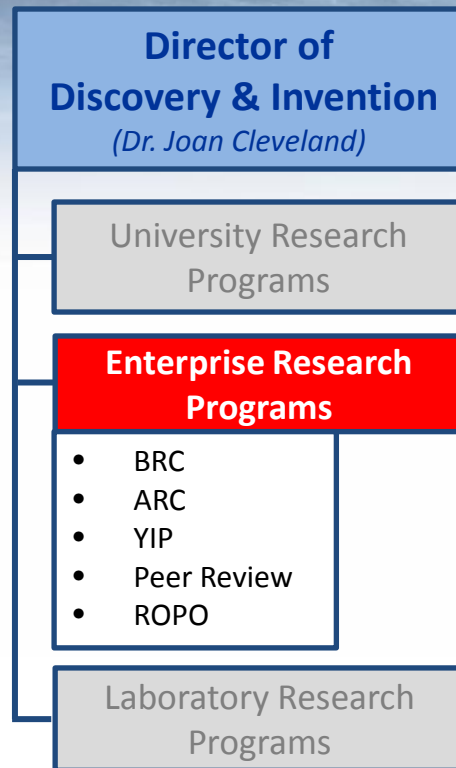 Director of
Discovery & Invention
(Dr. Joan Cleveland)
University Research
Programs
Enterprise Research
Programs
• BRC
• ARC
• YIP
• Peer Review
• ROPO
Laboratory Research
Programs